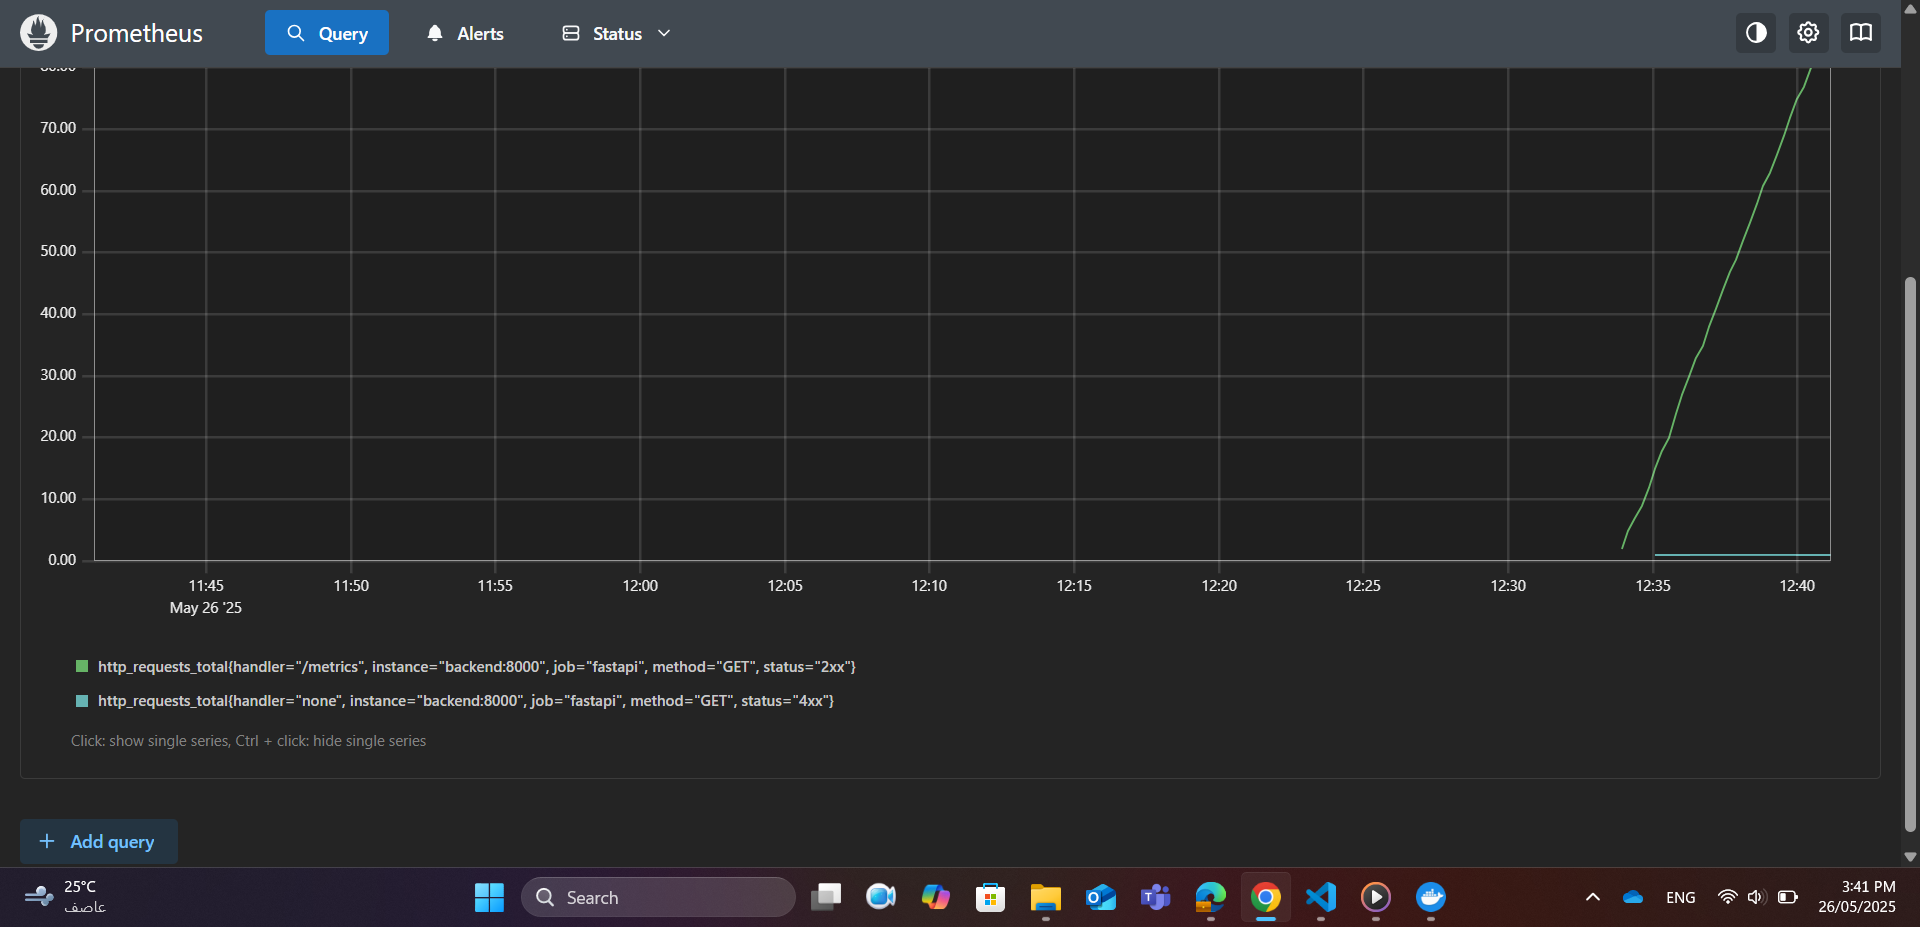 Prometheus
Query
Alerts
Status
80.00
70.00
60.00
50.00
40.00
30.00
20.00
10.00
0.00
11:45 11:50 11:55 12:00 12:05 12:10 12:15 12:20 12:25 12:30 12:35 12:40
May 26 '25
http_requests_total{handler="/metrics", instance="backend:8000", job="fastapi", method="GET", status="2xx"}
http_requests_total{handler="none", instance="backend:8000", job="fastapi", method="GET", status="4xx"}
Click: show single series, Ctrl + click: hide single series
+ Add query
25°C
عاصف
Search
ENG
3:41 PM
26/05/2025